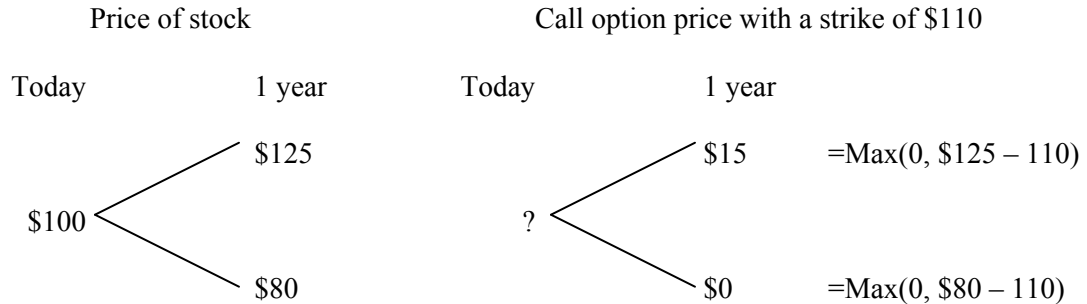 Price of stock Call option price with a strike of $110
Today 1 year Today 1 year
$125 $15 =Max(0, $125 – 110)
$100 ?
$80 $0 =Max(0, $80 – 110)